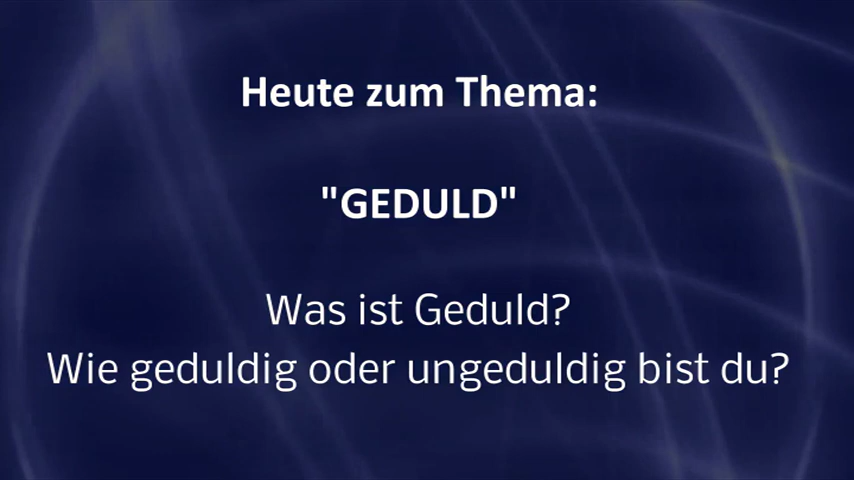 Heute zum Thema:
"GEDULD"
Was ist Geduld?
Wie geduldig oder ungeduldig bist du?